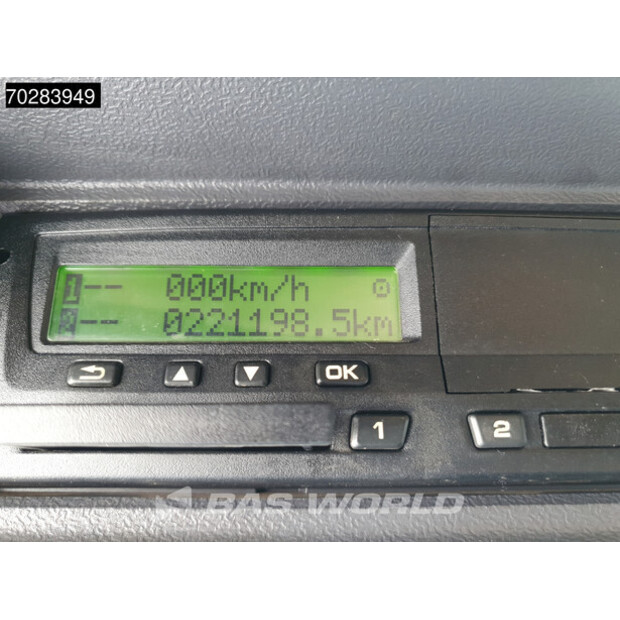 70283949
1-- 000km/h
2-- 0221198.5km
OK
1
2
BAS WORLD